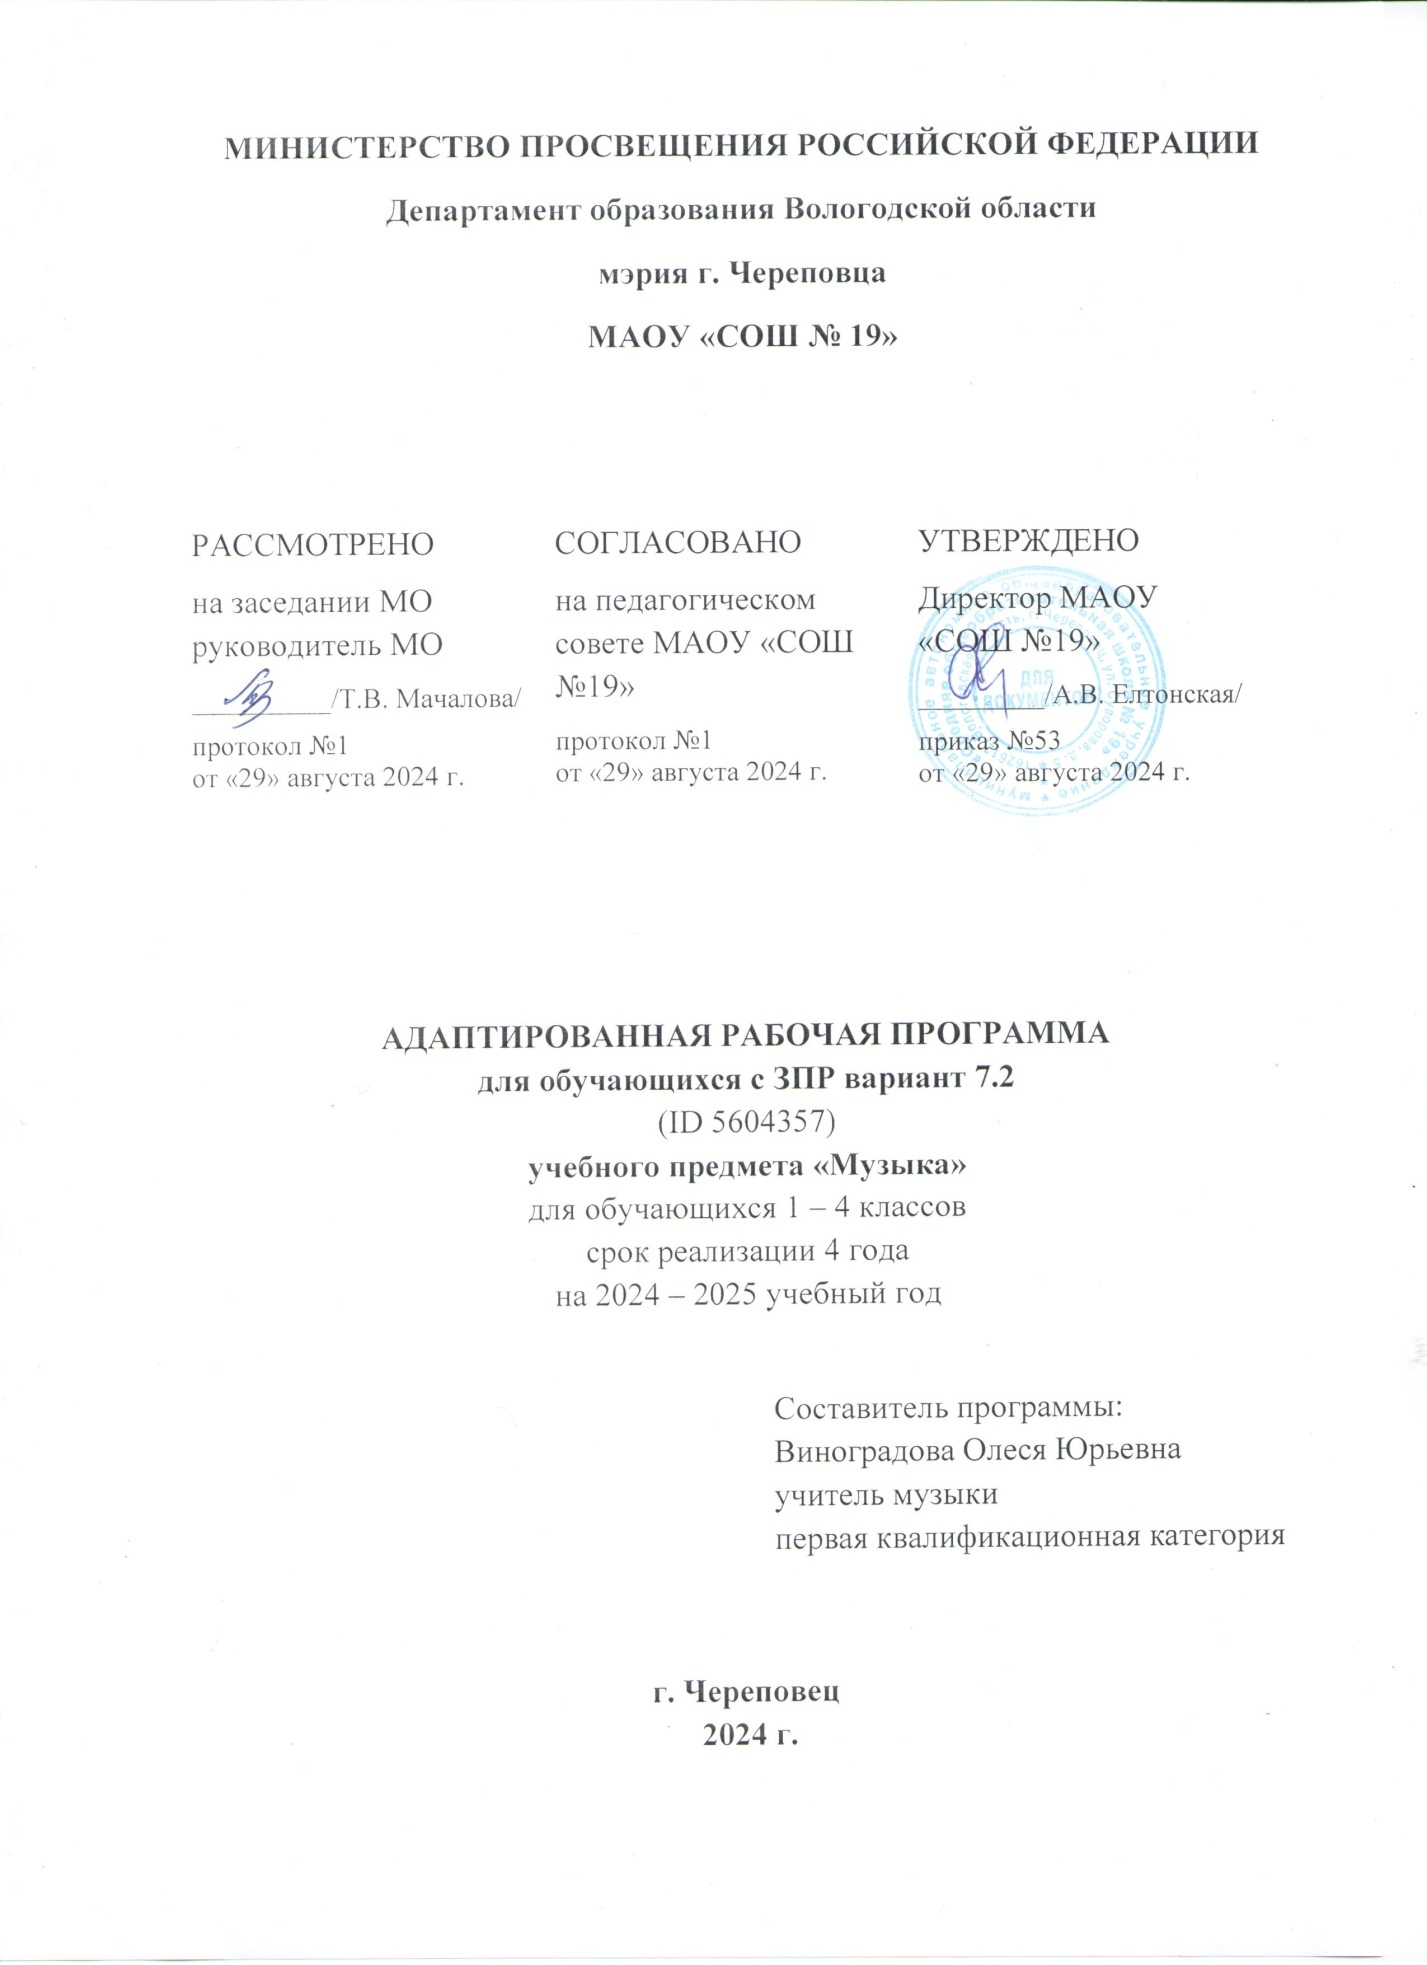 МИНИСТЕРСТВО ПРОСВЕЩЕНИЯ РОССИЙСКОЙ ФЕДЕРАЦИИ
Департамент образования Вологодской области
мэрия г. Череповца
МАОУ «СОШ № 19»
РАССМОТРЕНО
на заседании МО
руководитель МО
/Т.В. Мачалова/
протокол №1
от «29» августа 2024 г.
СОГЛАСОВАНО
на педагогическом
совете МАОУ «СОШ
№19»
протокол №1
от «29» августа 2024 г.
УТВЕРЖДЕНО
Директор МАОУ
«СОШ №19»
/А.В. Елтонская/
приказ №53
от «29» августа 2024 г.
ДЛЯ
ДОКУМЕНТОВ
АДАПТИРОВАННАЯ РАБОЧАЯ ПРОГРАММА
для обучающихся с ЗПР вариант 7.2
(ID 5604357)
учебного предмета «Музыка»
для обучающихся 1 – 4 классов
срок реализации 4 года
на 2024 – 2025 учебный год
Составитель программы:
Виноградова Олеся Юрьевна
учитель музыки
первая квалификационная категория
г. Череповец
2024 г.